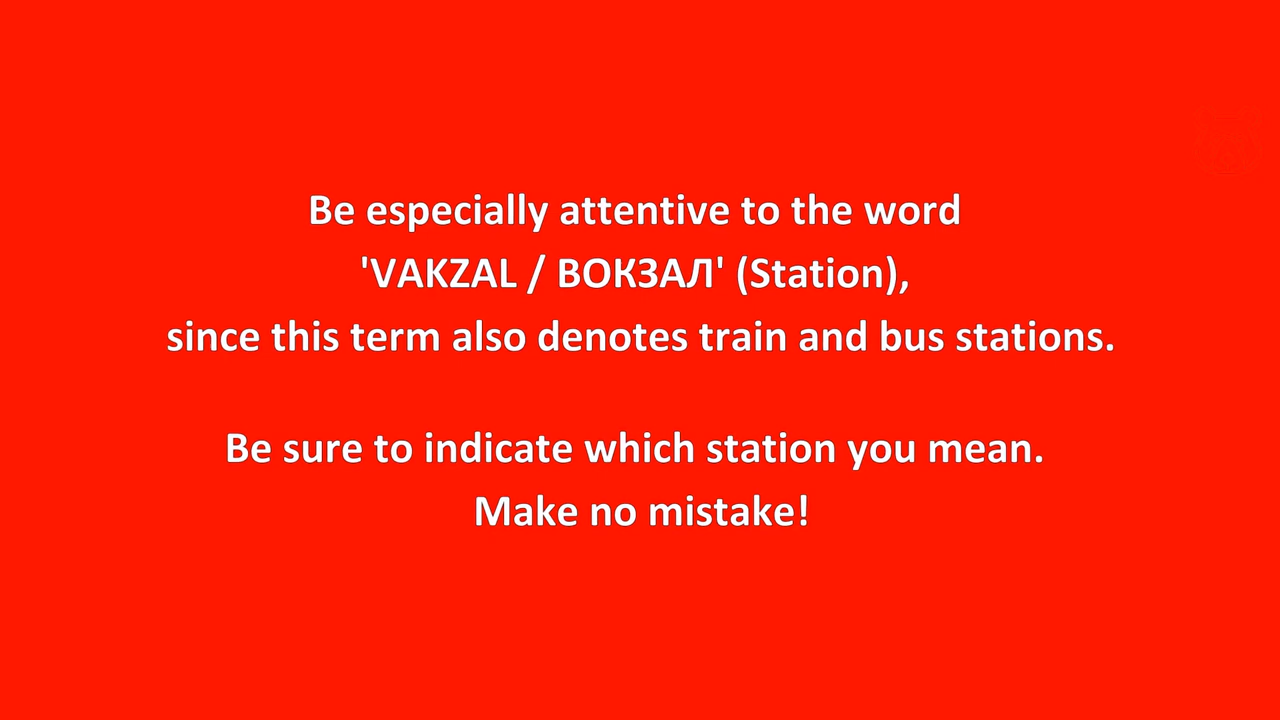 Be especially attentive to the word
'VAKZAL / ВОКЗАЛ' (Station),
since this term also denotes train and bus stations.
Be sure to indicate which station you mean.
Make no mistake!